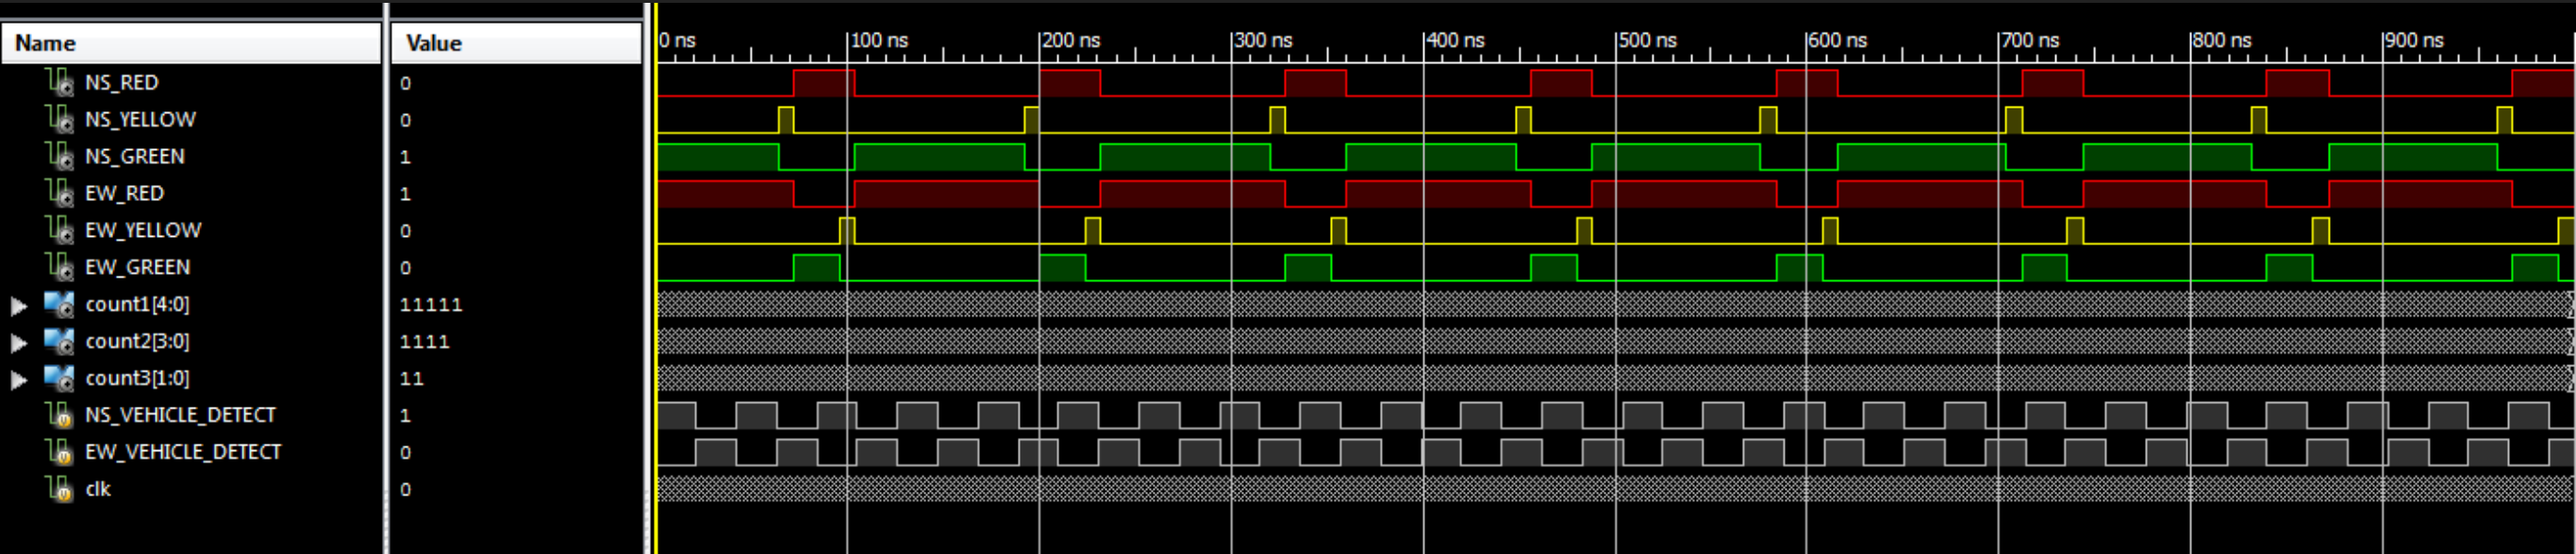 Name Value 0 ns 100 ns 200 ns 300 ns 400 ns 500 ns 600 ns 700 ns 800 ns 900 ns
NS_RED 0
NS_YELLOW 0
NS_GREEN 1
EW_RED 1
EW_YELLOW 0
EW_GREEN 0
count1[4:0] 11111
count2[3:0] 1111
count3[1:0] 11
NS_VEHICLE_DETECT 1
EW_VEHICLE_DETECT 0
clk 0